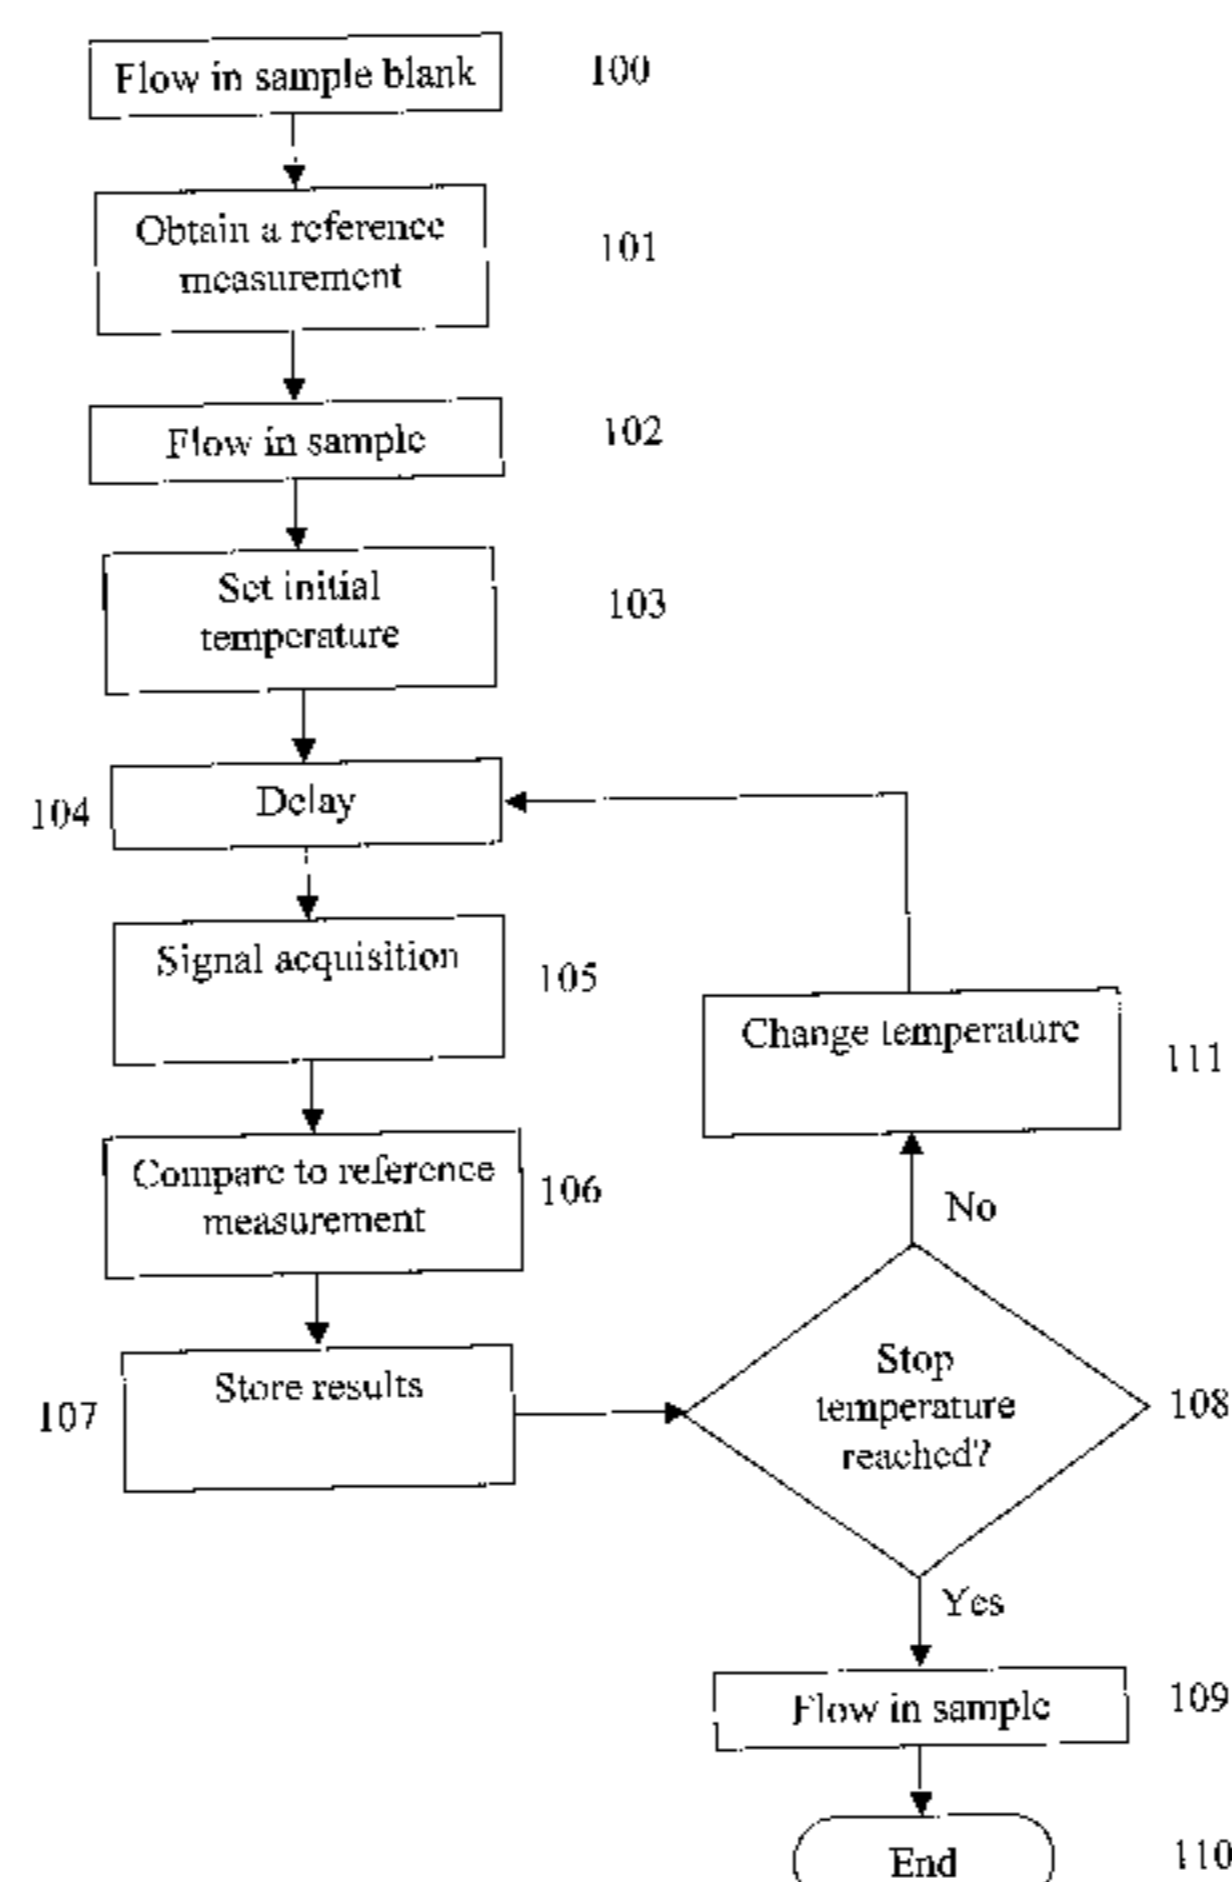 Flow in sample blank
100
Obtain a reference
measurement
101
Flow in sample
102
Set initial
temperature
103
Delay
104
Signal acquisition
105
Change temperature
111
Compare to reference
measurement
106
No
Store results
107
Stop
temperature
reached?
108
Yes
Flow in sample
109
End
110